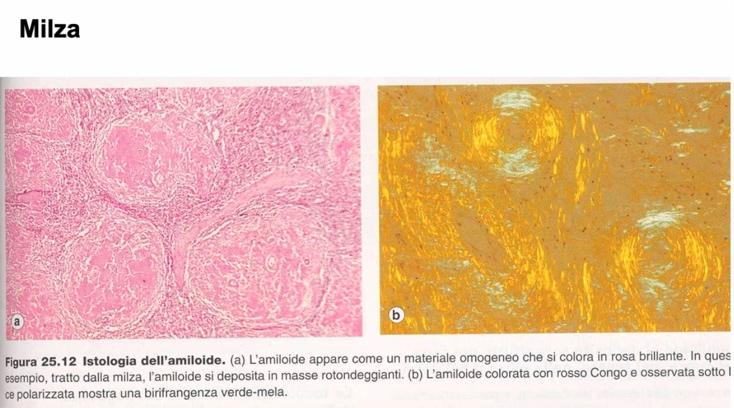 Milza
a
b
Figura 25.12 Istologia dell'amiloide. (a) L'amiloide appare come un materiale omogeneo che si colora in rosa brillante. In ques
esempio, tratto dalla milza, l'amiloide si deposita in masse rotondeggianti. (b) L'amiloide colorata con rosso Congo e osservata sotto l
ce polarizzata mostra una birifrangenza verde-mela.